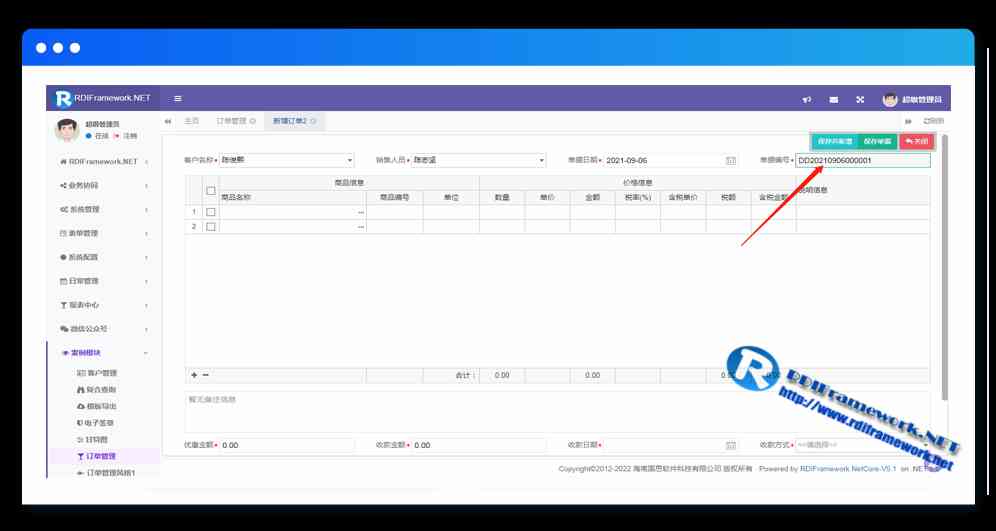 RDIFramework.NET
超级管理员
超级管理员
在线 注销
主页 订单管理 新增订单2 刷新
保存并新增 保存单据 关闭
RDIFramework.NET
业务协同
系统管理
表单管理
系统配置
日常管理
报表中心
微信公众号
案例模块
客户管理
复合查询
模板导出
电子签章
甘特图
订单管理
订单管理风格1
客户名称* 陈俊熙 销售人员* 陈志坚 单据日期* 2021-09-06 单据编号* DD20210906000001
商品信息 价格信息 说明信息
商品名称 商品编号 单位 数量 单价 金额 税率(%) 含税单价 税额 含税金额
1 ...
2 ...
合计: 0.00 0.00 0.00 0.00
暂无备注信息
优惠金额* 0.00 收款金额* 0.00 收款日期* 收款方式* ==请选择==
Copyright©2012-2022 海南国思软件科技有限公司 版权所有 Powered by RDIFramework.NetCore-V5.1 on .NET
RDIFramework.NET
http://www.rdiframework.net